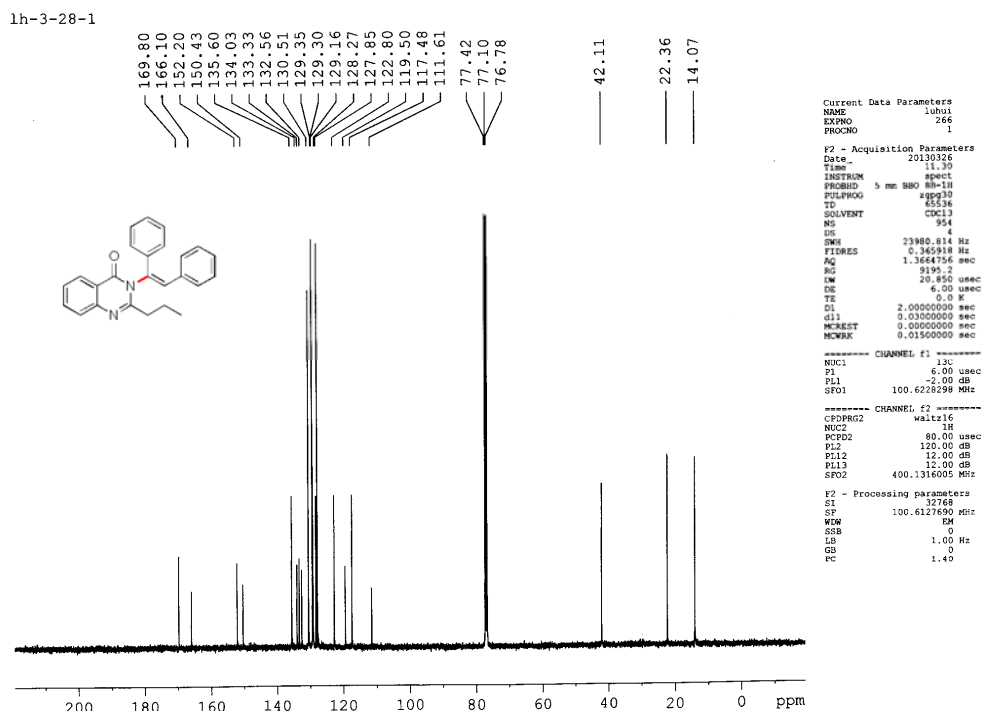 lh-3-28-1
169.80
166.10
152.20
150.43
135.60
134.03
133.33
132.56
130.51
129.35
129.30
129.16
128.27
127.85
122.80
119.50
117.48
111.61
77.42
77.10
76.78
42.11
22.36
14.07
O
N
N
Current Data Parameters
NAME luhui
EXPNO 266
PROCNO 1
F2 - Acquisition Parameters
Date_ 20130326
Time 11.30
INSTRUM spect
PROBHD 5 mm BBO BB-1H
PULPROG zgpg30
TD 65536
SOLVENT CDCl3
NS 954
DS 4
SWH 23980.814 Hz
FIDRES 0.365918 Hz
AQ 1.3664756 sec
RG 9195.2
DW 20.850 usec
DE 6.00 usec
TE 0.0 K
D1 2.00000000 sec
d11 0.03000000 sec
MCREST 0.00000000 sec
MCWRK 0.01500000 sec
======== CHANNEL f1 ========
NUC1 13C
P1 6.00 usec
PL1 -2.00 dB
SFO1 100.6228298 MHz
======== CHANNEL f2 ========
CPDPRG2 waltz16
NUC2 1H
PCPD2 80.00 usec
PL2 120.00 dB
PL12 12.00 dB
PL13 12.00 dB
SFO2 400.1316005 MHz
F2 - Processing parameters
SI 32768
SF 100.6127690 MHz
WDW EM
SSB 0
LB 1.00 Hz
GB 0
PC 1.40
200 180 160 140 120 100 80 60 40 20 0 ppm